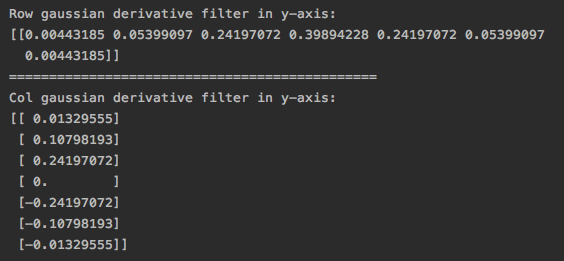 Row gaussian derivative filter in y-axis:
[[0.00443185 0.05399097 0.24197072 0.39894228 0.24197072 0.05399097
  0.00443185]]
==============================================
Col gaussian derivative filter in y-axis:
[[ 0.01329555]
 [ 0.10798193]
 [ 0.24197072]
 [ 0.        ]
 [-0.24197072]
 [-0.10798193]
 [-0.01329555]]